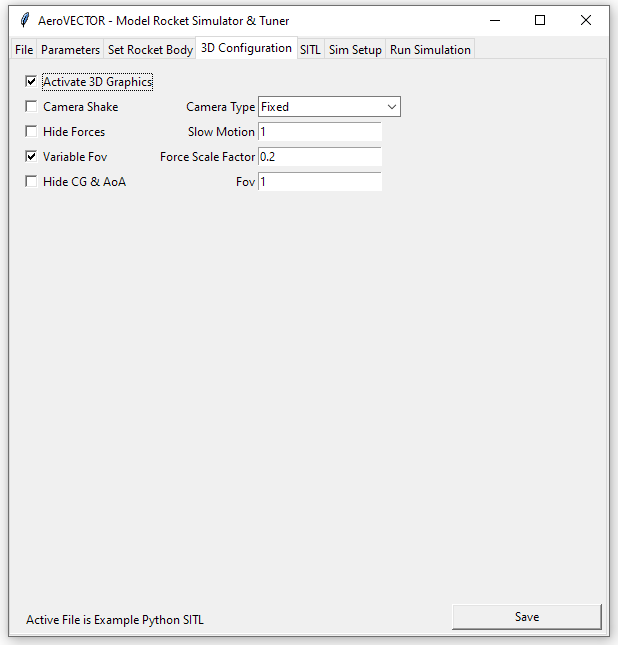 AeroVECTOR - Model Rocket Simulator & Tuner
File Parameters Set Rocket Body 3D Configuration SITL Sim Setup Run Simulation
Activate 3D Graphics
Camera Shake Camera Type Fixed
Hide Forces Slow Motion 1
Variable Fov Force Scale Factor 0.2
Hide CG & AoA Fov 1
Active File is Example Python SITL Save